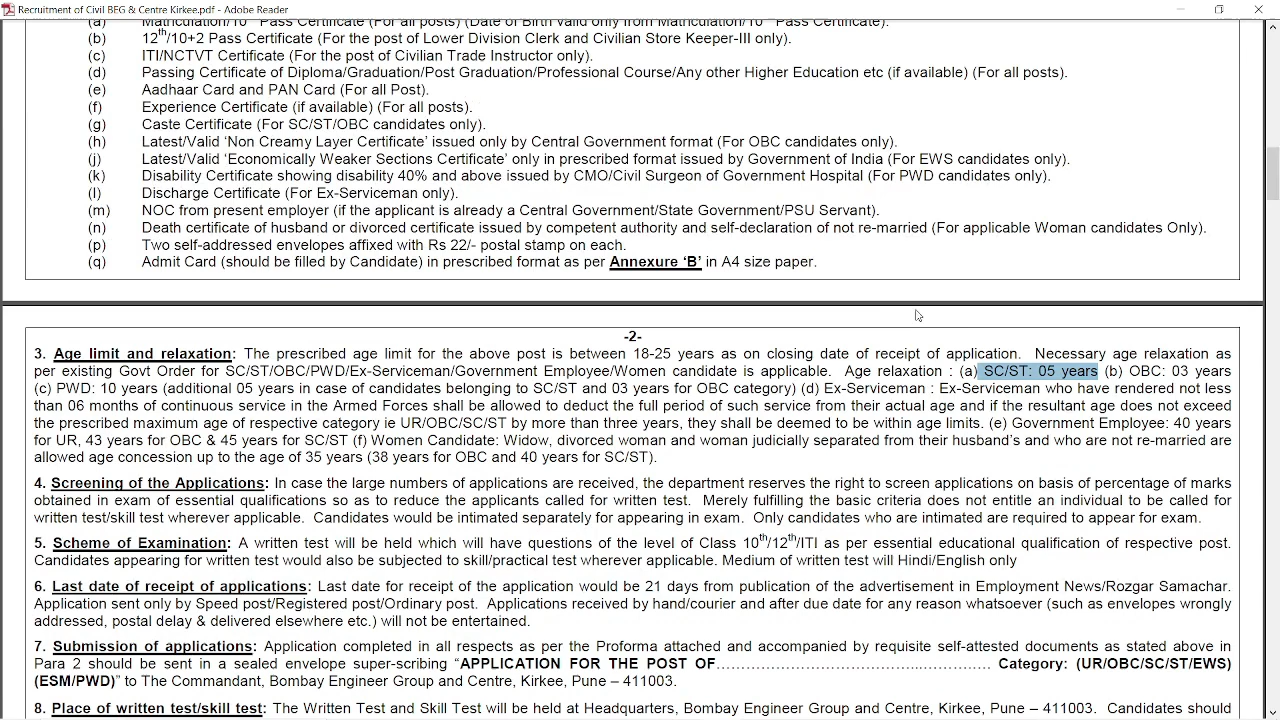 Recruitment of Civil BEG & Centre Kirkee.pdf - Adobe Reader
(a) Matriculation/10th Pass Certificate (For all posts) (Date of Birth valid only from Matriculation/10th Pass Certificate).
(b) 12th/10+2 Pass Certificate (For the post of Lower Division Clerk and Civilian Store Keeper-III only).
(c) ITI/NCTVT Certificate (For the post of Civilian Trade Instructor only).
(d) Passing Certificate of Diploma/Graduation/Post Graduation/Professional Course/Any other Higher Education etc (if available) (For all posts).
(e) Aadhaar Card and PAN Card (For all Post).
(f) Experience Certificate (if available) (For all posts).
(g) Caste Certificate (For SC/ST/OBC candidates only).
(h) Latest/Valid 'Non Creamy Layer Certificate' issued only by Central Government format (For OBC candidates only).
(j) Latest/Valid 'Economically Weaker Sections Certificate' only in prescribed format issued by Government of India (For EWS candidates only).
(k) Disability Certificate showing disability 40% and above issued by CMO/Civil Surgeon of Government Hospital (For PWD candidates only).
(l) Discharge Certificate (For Ex-Serviceman only).
(m) NOC from present employer (if the applicant is already a Central Government/State Government/PSU Servant).
(n) Death certificate of husband or divorced certificate issued by competent authority and self-declaration of not re-married (For applicable Woman candidates Only).
(p) Two self-addressed envelopes affixed with Rs 22/- postal stamp on each.
(q) Admit Card (should be filled by Candidate) in prescribed format as per Annexure 'B' in A4 size paper.
-2-
3. Age limit and relaxation: The prescribed age limit for the above post is between 18-25 years as on closing date of receipt of application. Necessary age relaxation as
per existing Govt Order for SC/ST/OBC/PWD/Ex-Serviceman/Government Employee/Women candidate is applicable. Age relaxation : (a) SC/ST: 05 years (b) OBC: 03 years
(c) PWD: 10 years (additional 05 years in case of candidates belonging to SC/ST and 03 years for OBC category) (d) Ex-Serviceman : Ex-Serviceman who have rendered not less
than 06 months of continuous service in the Armed Forces shall be allowed to deduct the full period of such service from their actual age and if the resultant age does not exceed
the prescribed maximum age of respective category ie UR/OBC/SC/ST by more than three years, they shall be deemed to be within age limits. (e) Government Employee: 40 years
for UR, 43 years for OBC & 45 years for SC/ST (f) Women Candidate: Widow, divorced woman and woman judicially separated from their husband's and who are not re-married are
allowed age concession up to the age of 35 years (38 years for OBC and 40 years for SC/ST).
4. Screening of the Applications: In case the large numbers of applications are received, the department reserves the right to screen applications on basis of percentage of marks
obtained in exam of essential qualifications so as to reduce the applicants called for written test. Merely fulfilling the basic criteria does not entitle an individual to be called for
written test/skill test wherever applicable. Candidates would be intimated separately for appearing in exam. Only candidates who are intimated are required to appear for exam.
5. Scheme of Examination: A written test will be held which will have questions of the level of Class 10th/12th/ITI as per essential educational qualification of respective post.
Candidates appearing for written test would also be subjected to skill/practical test wherever applicable. Medium of written test will Hindi/English only
6. Last date of receipt of applications: Last date for receipt of the application would be 21 days from publication of the advertisement in Employment News/Rozgar Samachar.
Application sent only by Speed post/Registered post/Ordinary post. Applications received by hand/courier and after due date for any reason whatsoever (such as envelopes wrongly
addressed, postal delay & delivered elsewhere etc.) will not be entertained.
7. Submission of applications: Application completed in all respects as per the Proforma attached and accompanied by requisite self-attested documents as stated above in
Para 2 should be sent in a sealed envelope super-scribing "APPLICATION FOR THE POST OF…………………………………………… Category: (UR/OBC/SC/ST/EWS)
(ESM/PWD)" to The Commandant, Bombay Engineer Group and Centre, Kirkee, Pune – 411003.
8. Place of written test/skill test: The Written Test and Skill Test will be held at Headquarters, Bombay Engineer Group and Centre, Kirkee, Pune – 411003. Candidates should